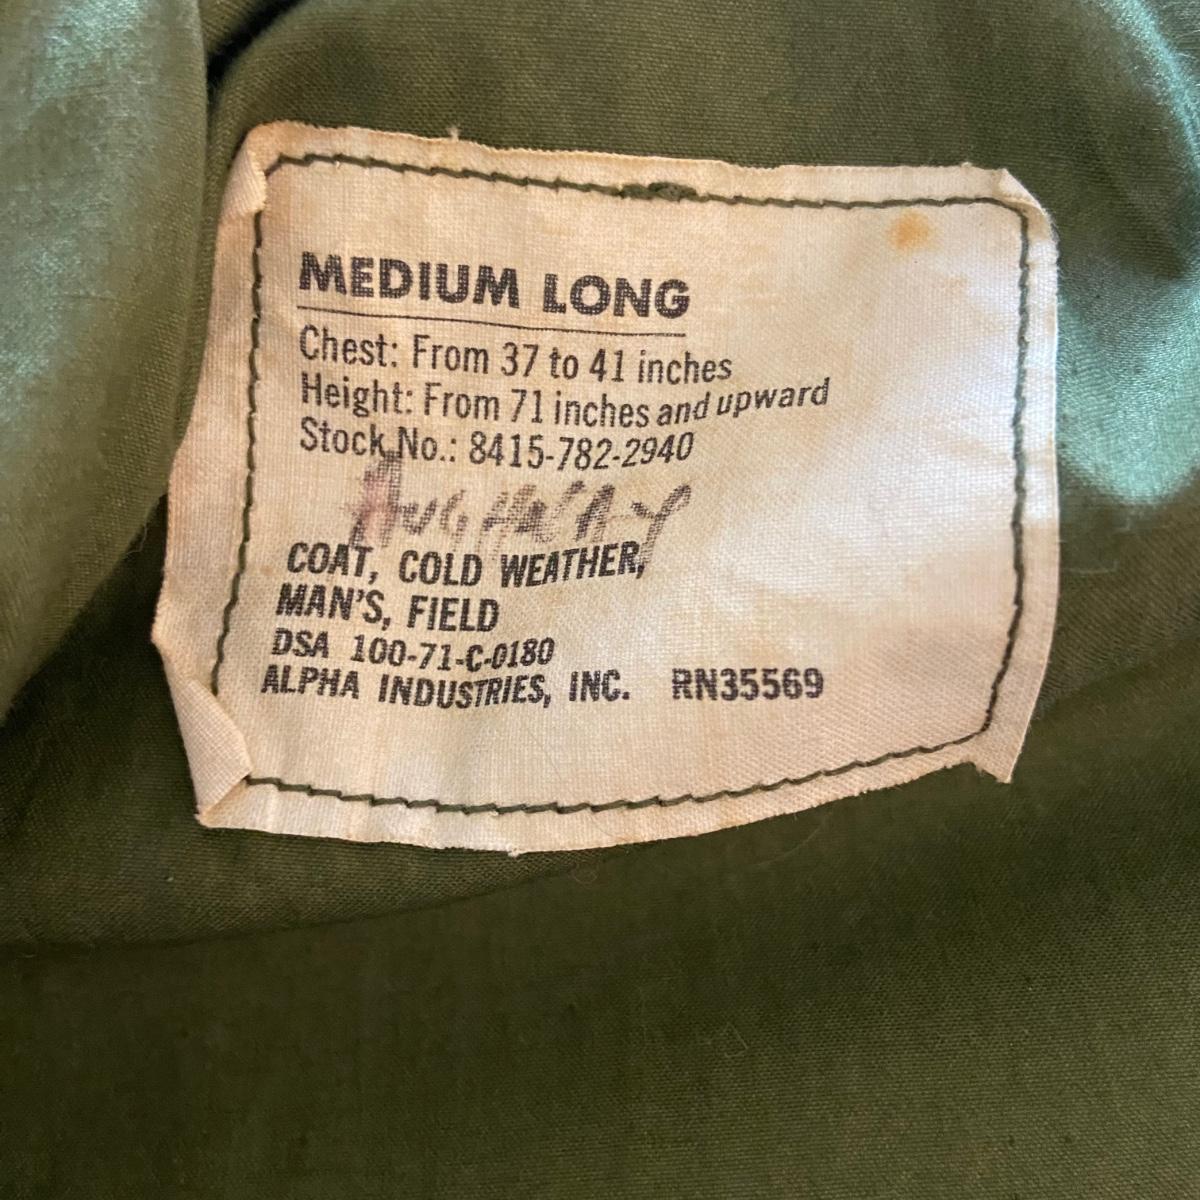 MEDIUM LONG
Chest: From 37 to 41 inches
Height: From 71 inches and upward
Stock No.: 8415-782-2940
COAT, COLD WEATHER,
MAN'S, FIELD
DSA 100-71-C-0180
ALPHA INDUSTRIES, INC. RN35569